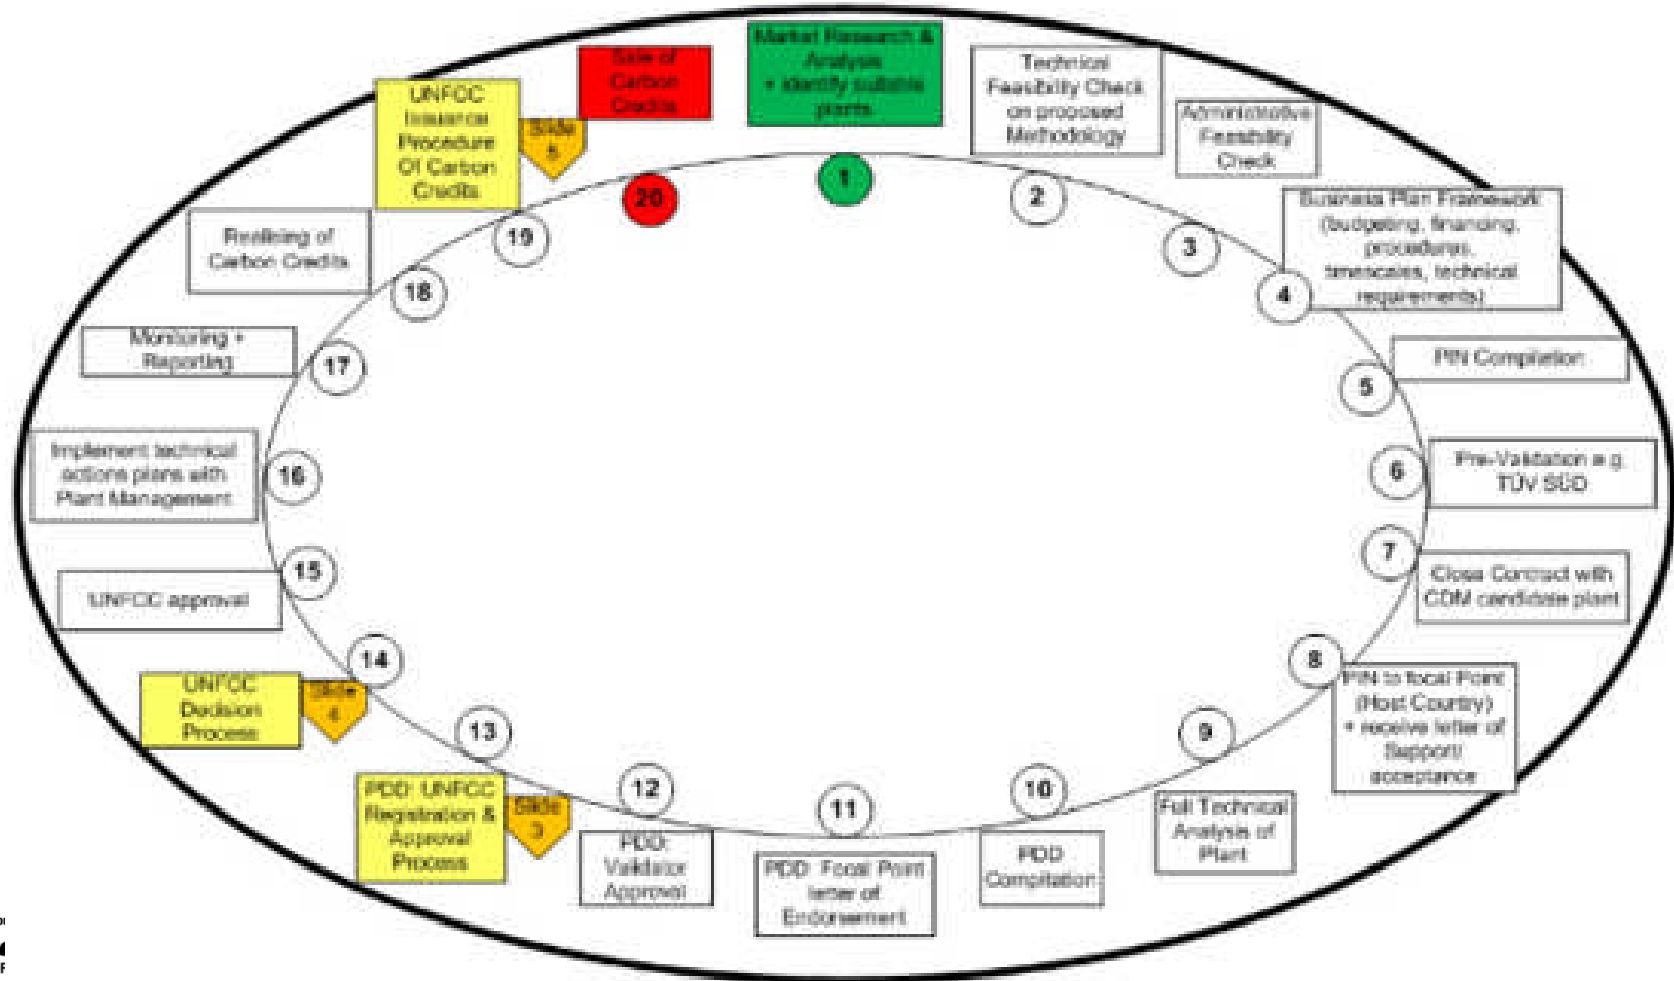 Market Research &
Analysis
+ identify suitable
plants
1
Technical
Feasibility Check
on proposed
Methodology
2
Administrative
Feasibility
Check
3
Business Plan Framework
(budgeting, financing,
procedures,
timescales, technical
requirements)
4
PIN Compilation
5
Pre-Validation e.g.
TÜV SÜD
6
Close Contract with
CDM candidate plant
7
PIN to focal Point
(Host Country)
+ receive letter of
Support/
acceptance
8
Full Technical
Analysis of
Plant
9
PDD
Compilation
10
PDD: Focal Point
letter of
Endorsement
11
PDD:
Validator
Approval
12
PDD: UNFCC
Registration &
Approval
Process
Slide
3
13
UNFCC
Decision
Process
Slide
4
14
UNFCC approval
15
Implement technical
actions plans with
Plant Management
16
Monitoring +
Reporting
17
Realising of
Carbon Credits
18
UNFCC
Issuance
Procedure
Of Carbon
Credits
Slide
5
19
Sale of
Carbon
Credits
20